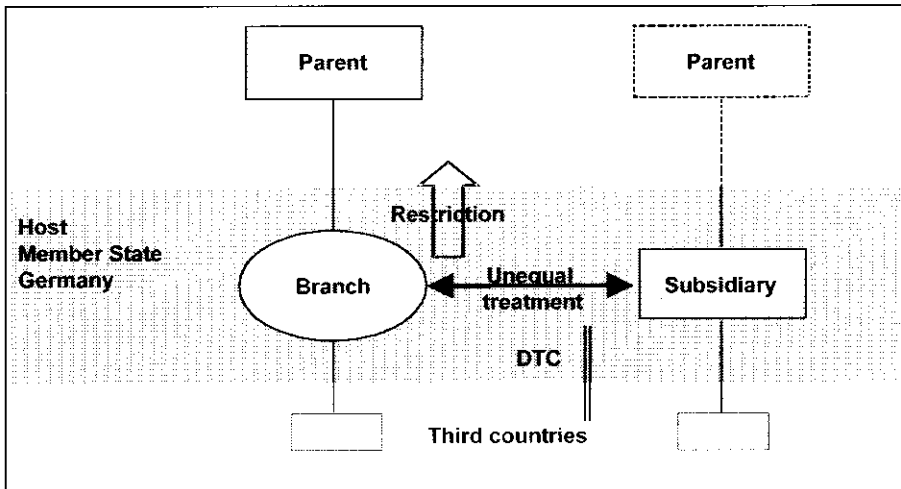 Parent
Parent
Restriction
Host
Member State
Germany
Branch
Unequal
treatment
Subsidiary
DTC
Third countries